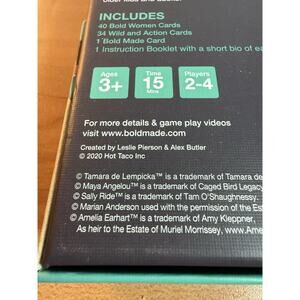 INCLUDES
40 Bold Women Cards
34 Wild and Action Cards
1 Bold Made Card
1 Instruction Booklet with a short bio of ea
Ages
3+
Time
15
Mins
Players
2-4
For more details & game play videos
visit www.boldmade.com
Created by Leslie Pierson & Alex Butler
© 2020 Hot Taco Inc
© Tamara de Lempicka™ is a trademark of Tamara de
© Maya Angelou™ is a trademark of Caged Bird Legacy
© Sally Ride™ is a trademark of Tam O'Shaughnessy.
© Marian Anderson used with permission of the Esta
© Amelia Earhart™ is a trademark of Amy Kleppner,
As heir to the Estate of Muriel Morrissey, www.Ame